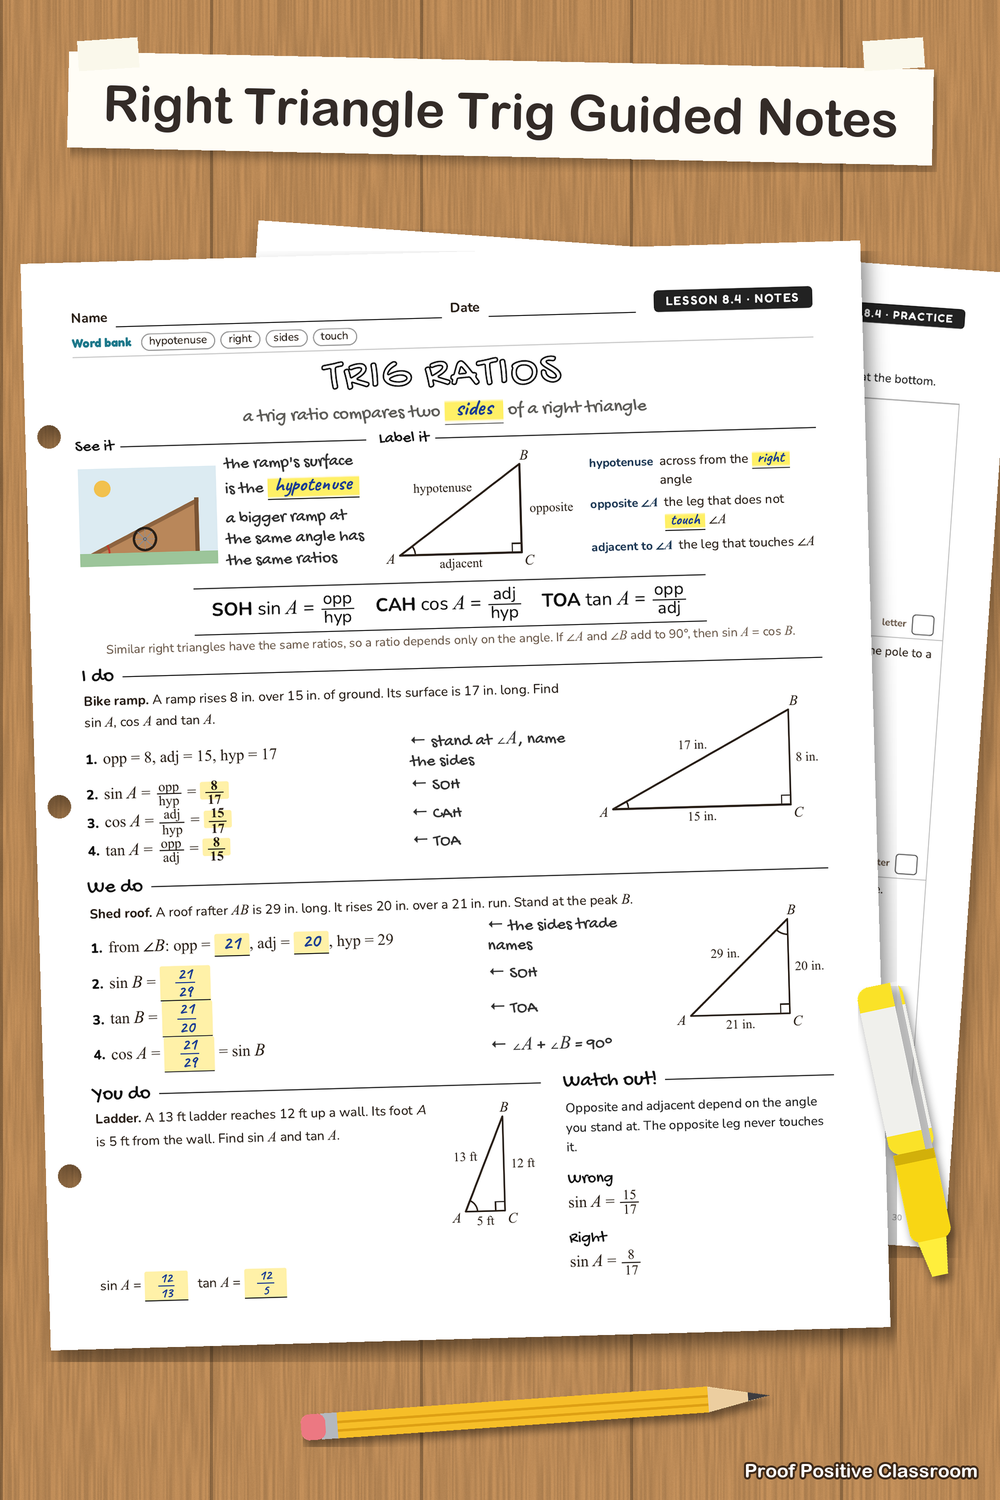 Right Triangle Trig Guided Notes
Name
Date
LESSON 8.4 · NOTES
8.4 · PRACTICE
Word bank hypotenuse right sides touch
at the bottom.
TRIG RATIOS
a trig ratio compares two sides of a right triangle
See it
Label it
the ramp's surface
is the hypotenuse
a bigger ramp at
the same angle has
the same ratios
B
hypotenuse
opposite
A
adjacent
C
hypotenuse across from the right
angle
opposite ∠A the leg that does not
touch ∠A
adjacent to ∠A the leg that touches ∠A
SOH sin A = opp/hyp CAH cos A = adj/hyp TOA tan A = opp/adj
Similar right triangles have the same ratios, so a ratio depends only on the angle. If ∠A and ∠B add to 90°, then sin A = cos B.
letter
pole to a
I do
Bike ramp. A ramp rises 8 in. over 15 in. of ground. Its surface is 17 in. long. Find
sin A, cos A and tan A.
1. opp = 8, adj = 15, hyp = 17
← stand at ∠A, name
the sides
2. sin A = opp/hyp = 8/17
← SOH
3. cos A = adj/hyp = 15/17
← CAH
4. tan A = opp/adj = 8/15
← TOA
B
17 in.
8 in.
A
15 in.
C
We do
Shed roof. A roof rafter AB is 29 in. long. It rises 20 in. over a 21 in. run. Stand at the peak B.
1. from ∠B: opp = 21, adj = 20, hyp = 29
← the sides trade
names
2. sin B = 21/29
← SOH
3. tan B = 21/20
← TOA
4. cos A = 21/29 = sin B
← ∠A + ∠B = 90°
B
29 in.
20 in.
A
21 in.
C
You do
Ladder. A 13 ft ladder reaches 12 ft up a wall. Its foot A
is 5 ft from the wall. Find sin A and tan A.
B
13 ft
12 ft
A
5 ft
C
sin A = 12/13 tan A = 12/5
Watch out!
Opposite and adjacent depend on the angle
you stand at. The opposite leg never touches
it.
Wrong
sin A = 15/17
Right
sin A = 8/17
30
Proof Positive Classroom